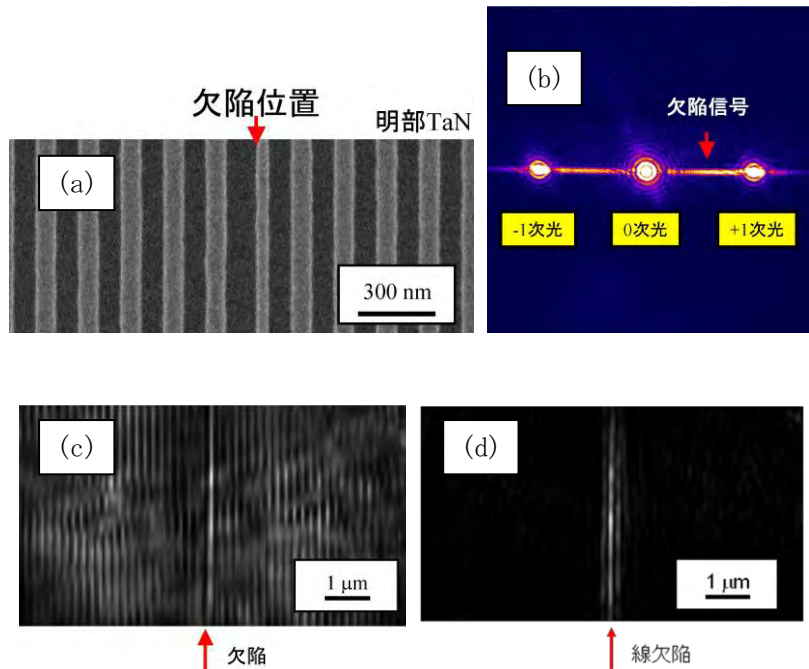 欠陥位置
明部TaN
(a)
300 nm
(b)
欠陥信号
-1次光
0次光
+1次光
(c)
1 μm
欠陥
(d)
1 μm
線欠陥